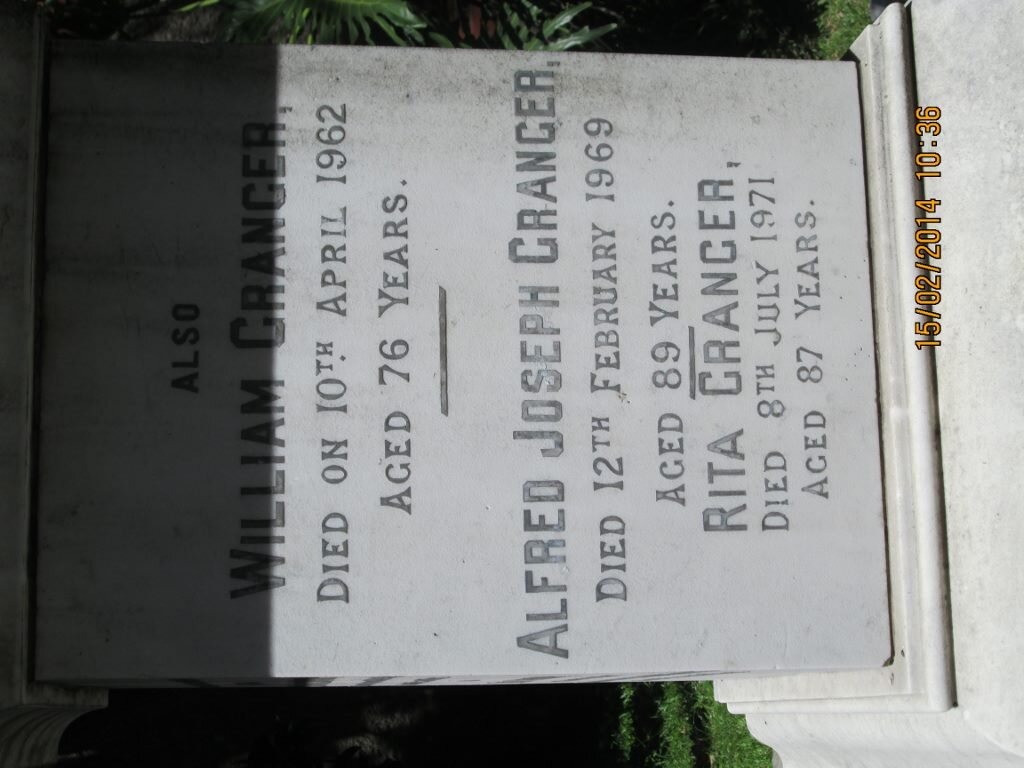 ALSO
WILLIAM GRANGER,
DIED ON 10TH APRIL 1962
AGED 76 YEARS.
ALFRED JOSEPH GRANGER,
DIED 12TH FEBRUARY 1969
AGED 89 YEARS.
RITA GRANGER,
DIED 8TH JULY 1971
AGED 87 YEARS.
15/02/2014 10:36